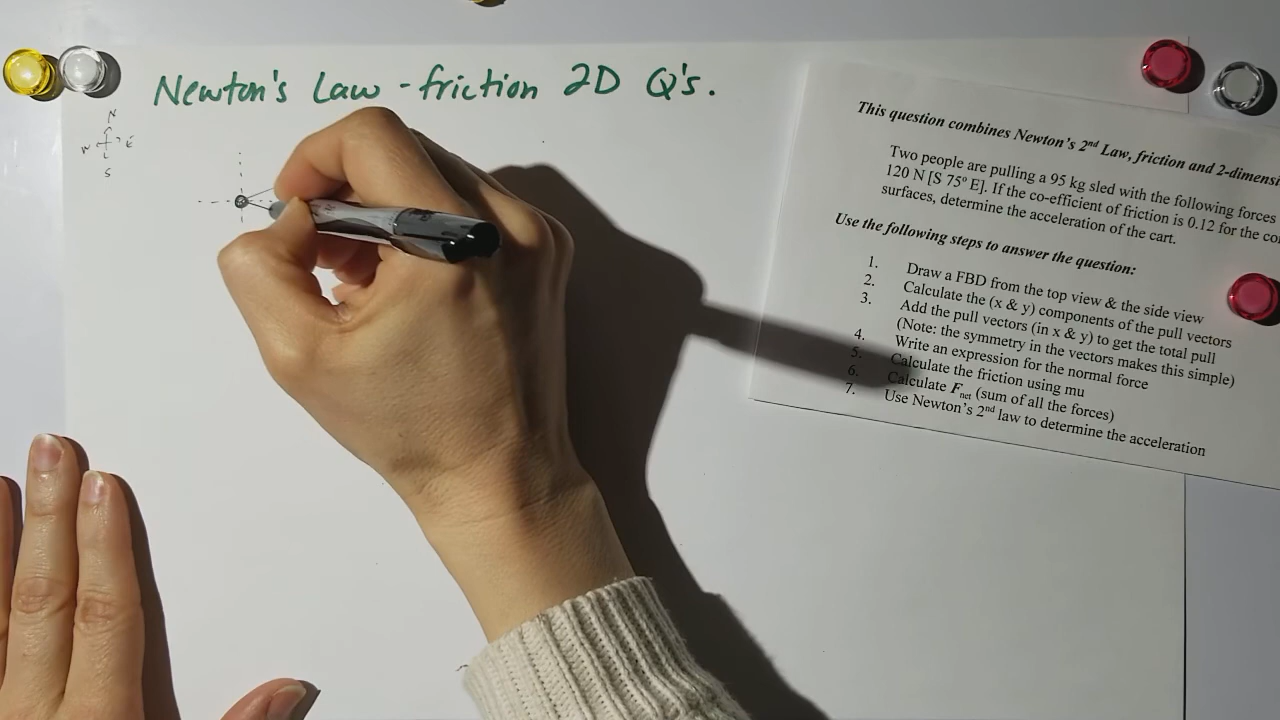 Newton's Law - friction 2D Q's.
N
W E
S
This question combines Newton's 2nd Law, friction and 2-dimensi
Two people are pulling a 95 kg sled with the following forces
120 N [S 75° E]. If the co-efficient of friction is 0.12 for the co
surfaces, determine the acceleration of the cart.
Use the following steps to answer the question:
1. Draw a FBD from the top view & the side view
2. Calculate the (x & y) components of the pull vectors
3. Add the pull vectors (in x & y) to get the total pull
(Note: the symmetry in the vectors makes this simple)
4. Write an expression for the normal force
5. Calculate the friction using mu
6. Calculate Fnet (sum of all the forces)
7. Use Newton's 2nd law to determine the acceleration